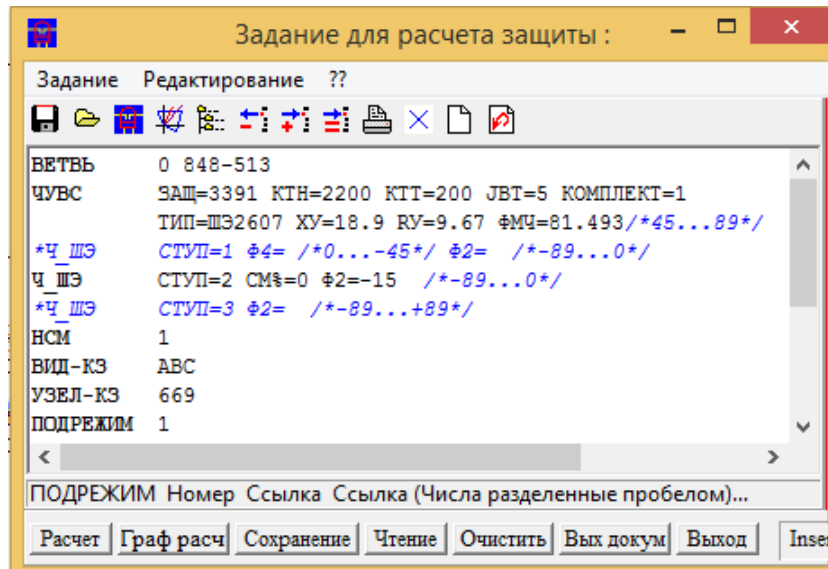 Задание для расчета защиты :
Задание Редактирование ??
ВЕТВЬ 0 848-513
ЧУВС ЗАЩ=3391 КТН=2200 КТТ=200 JВТ=5 КОМПЛЕКТ=1
ТИП=ШЭ2607 ХУ=18.9 RУ=9.67 ФМЧ=81.493/*45...89*/
*Ч_ШЭ СТУП=1 Ф4= /*0...-45*/ Ф2= /*-89...0*/
Ч_ШЭ СТУП=2 СМ%=0 Ф2=-15 /*-89...0*/
*Ч_ШЭ СТУП=3 Ф2= /*-89...+89*/
НСМ 1
ВИД-КЗ АВС
УЗЕЛ-КЗ 669
ПОДРЕЖИМ 1
ПОДРЕЖИМ Номер Ссылка Ссылка (Числа разделенные пробелом)...
Расчет Граф расч Сохранение Чтение Очистить Вых докум Выход